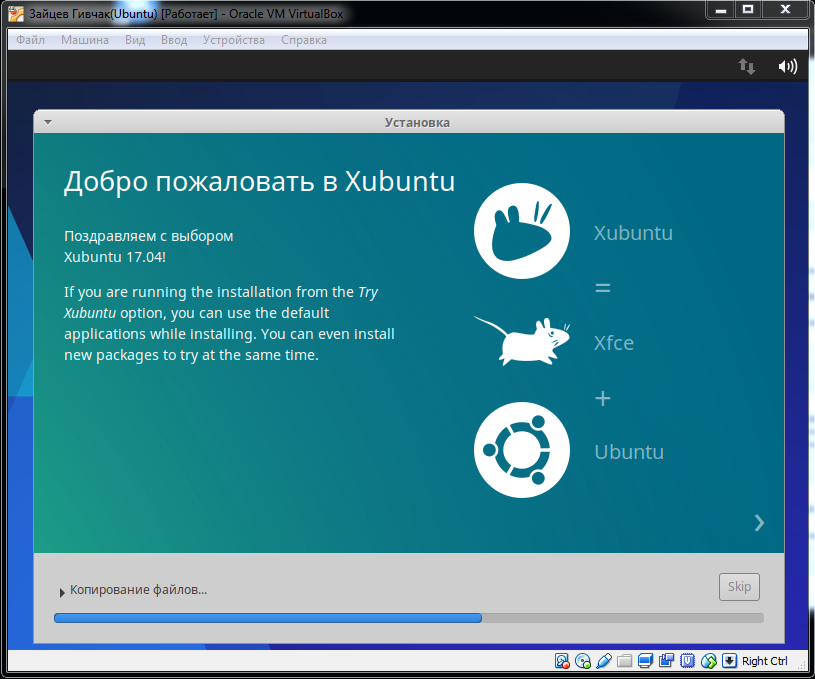 Зайцев Гивчак(Ubuntu) [Работает] - Oracle VM VirtualBox
Файл Машина Вид Ввод Устройства Справка
Установка
Добро пожаловать в Xubuntu
Поздравляем с выбором
Xubuntu 17.04!
If you are running the installation from the Try
Xubuntu option, you can use the default
applications while installing. You can even install
new packages to try at the same time.
Xubuntu
=
Xfce
+
Ubuntu
Копирование файлов...
Skip
Right Ctrl